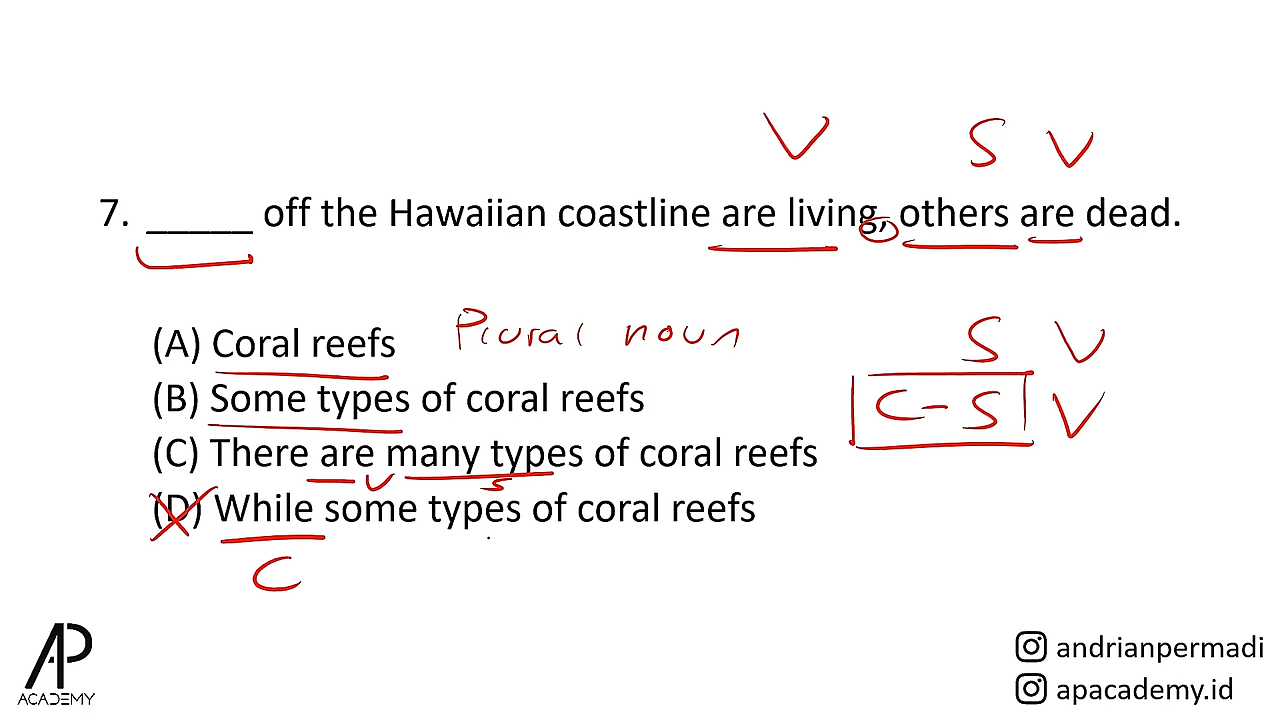 V S V
7. _____ off the Hawaiian coastline are living, others are dead.
(A) Coral reefs Plural noun S V
(B) Some types of coral reefs C-S V
(C) There are many types of coral reefs
V S
(D) While some types of coral reefs
C
AP
ACADEMY
andrianpermadi
apacademy.id